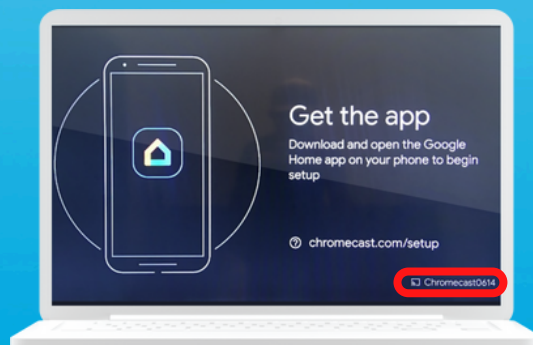 Get the app
Download and open the Google
Home app on your phone to begin
setup
chromecast.com/setup
Chromecast0614